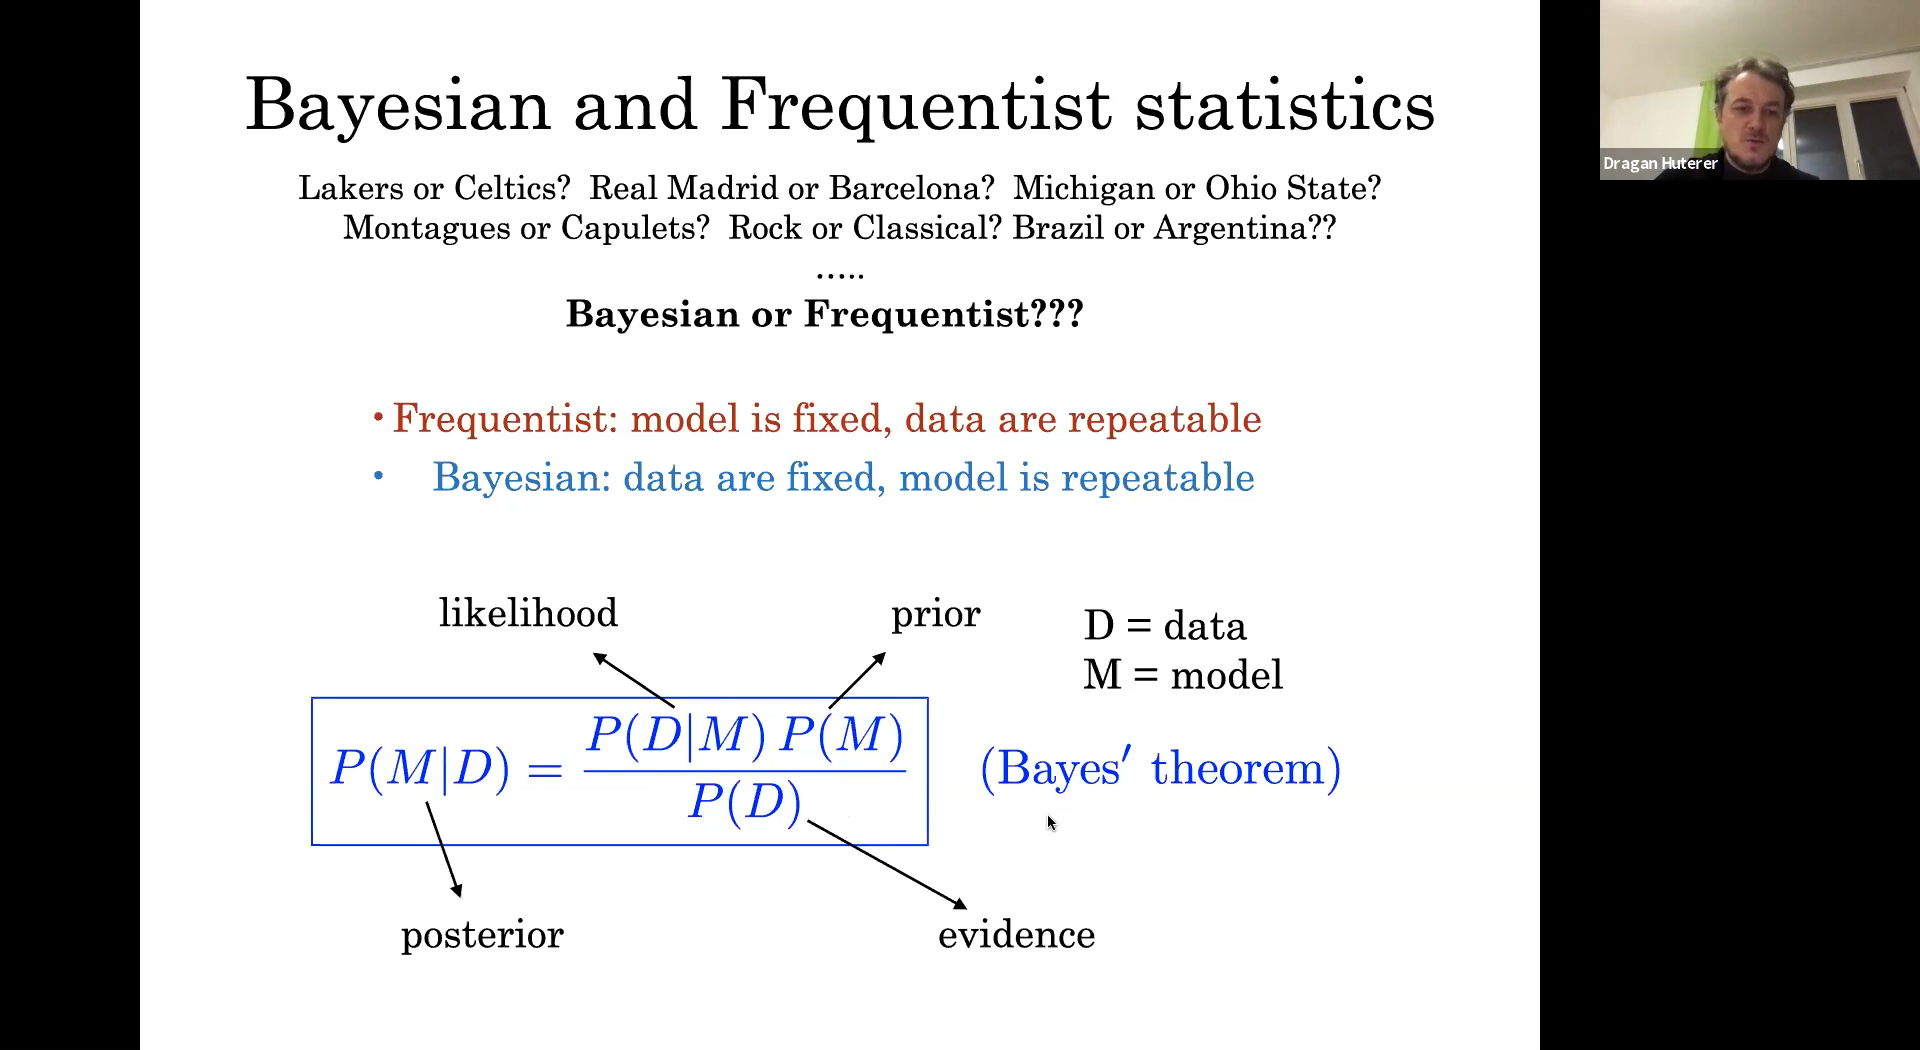 Bayesian and Frequentist statistics
Lakers or Celtics? Real Madrid or Barcelona? Michigan or Ohio State?
Montagues or Capulets? Rock or Classical? Brazil or Argentina??
.....
Bayesian or Frequentist???
• Frequentist: model is fixed, data are repeatable
• Bayesian: data are fixed, model is repeatable
likelihood
prior
D = data
M = model
P(M|D) = P(D|M) P(M) / P(D)
(Bayes′ theorem)
posterior
evidence
Dragan Huterer